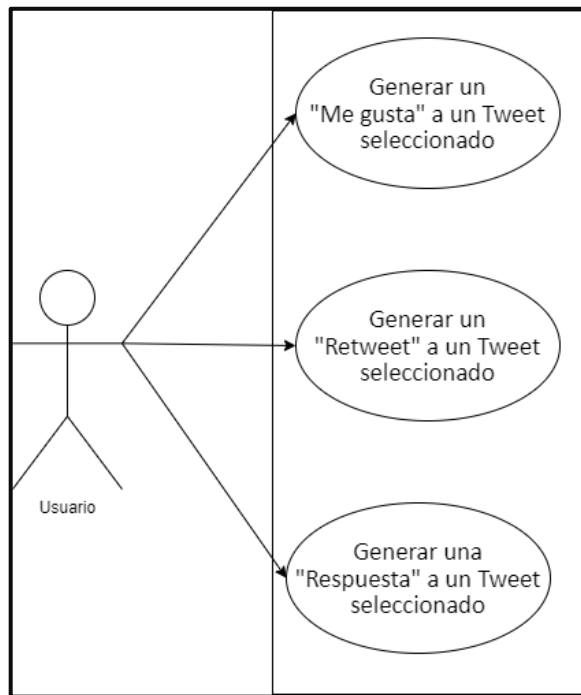 Generar un
"Me gusta" a un Tweet
seleccionado
Generar un
"Retweet" a un Tweet
seleccionado
Usuario
Generar una
"Respuesta" a un Tweet
seleccionado